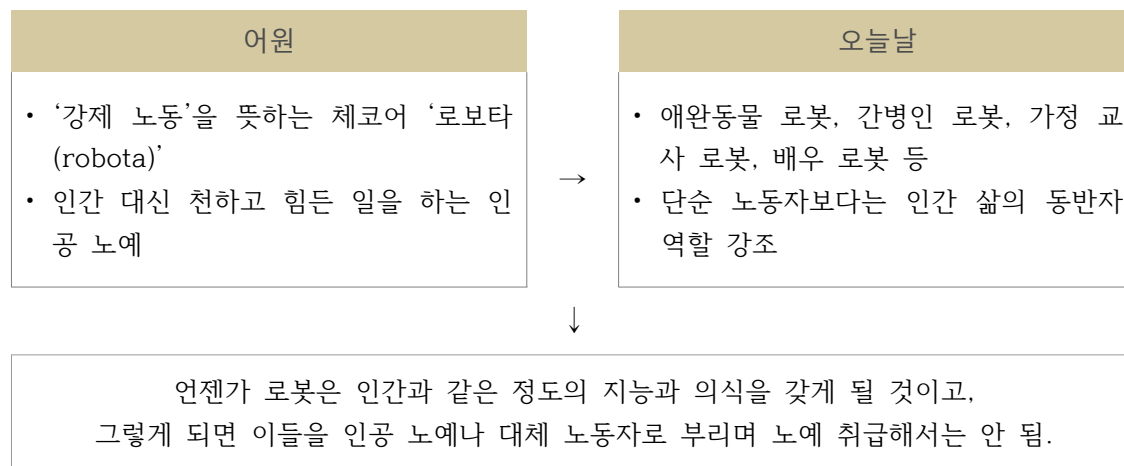 어원
• ‘강제 노동’을 뜻하는 체코어 ‘로보타
(robota)’
• 인간 대신 천하고 힘든 일을 하는 인
공 노예
→
오늘날
• 애완동물 로봇, 간병인 로봇, 가정 교
사 로봇, 배우 로봇 등
• 단순 노동자보다는 인간 삶의 동반자
역할 강조
↓
언젠가 로봇은 인간과 같은 정도의 지능과 의식을 갖게 될 것이고,
그렇게 되면 이들을 인공 노예나 대체 노동자로 부리며 노예 취급해서는 안 됨.